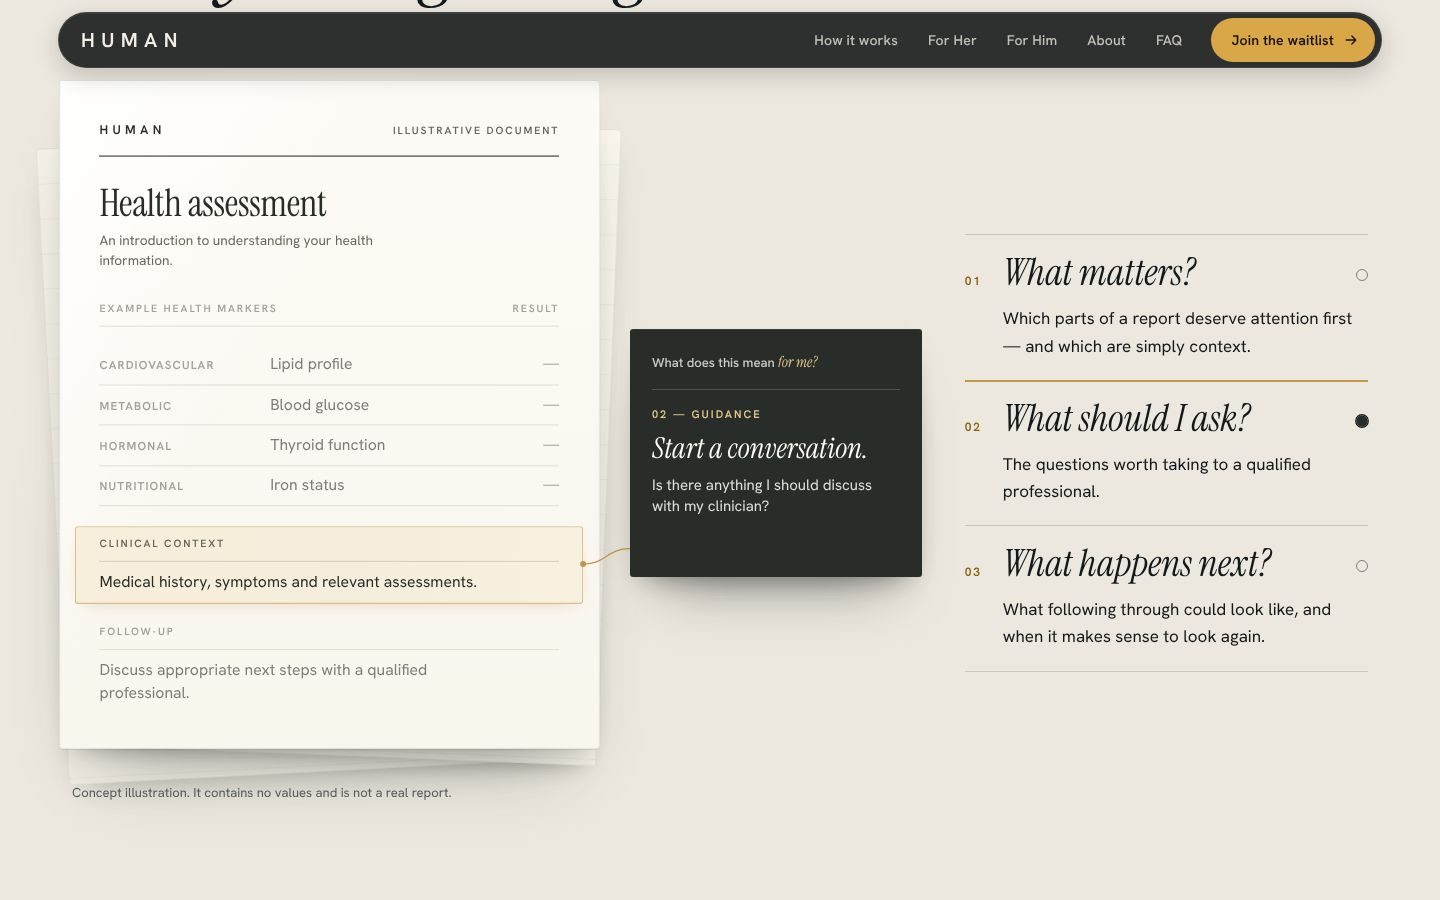 HUMAN
How it works
For Her
For Him
About
FAQ
Join the waitlist →
HUMAN
ILLUSTRATIVE DOCUMENT
Health assessment
An introduction to understanding your health
information.
EXAMPLE HEALTH MARKERS
RESULT
CARDIOVASCULAR
Lipid profile
—
METABOLIC
Blood glucose
—
HORMONAL
Thyroid function
—
NUTRITIONAL
Iron status
—
CLINICAL CONTEXT
Medical history, symptoms and relevant assessments.
FOLLOW-UP
Discuss appropriate next steps with a qualified
professional.
Concept illustration. It contains no values and is not a real report.
What does this mean for me?
02 — GUIDANCE
Start a conversation.
Is there anything I should discuss
with my clinician?
01
What matters?
Which parts of a report deserve attention first
— and which are simply context.
02
What should I ask?
The questions worth taking to a qualified
professional.
03
What happens next?
What following through could look like, and
when it makes sense to look again.